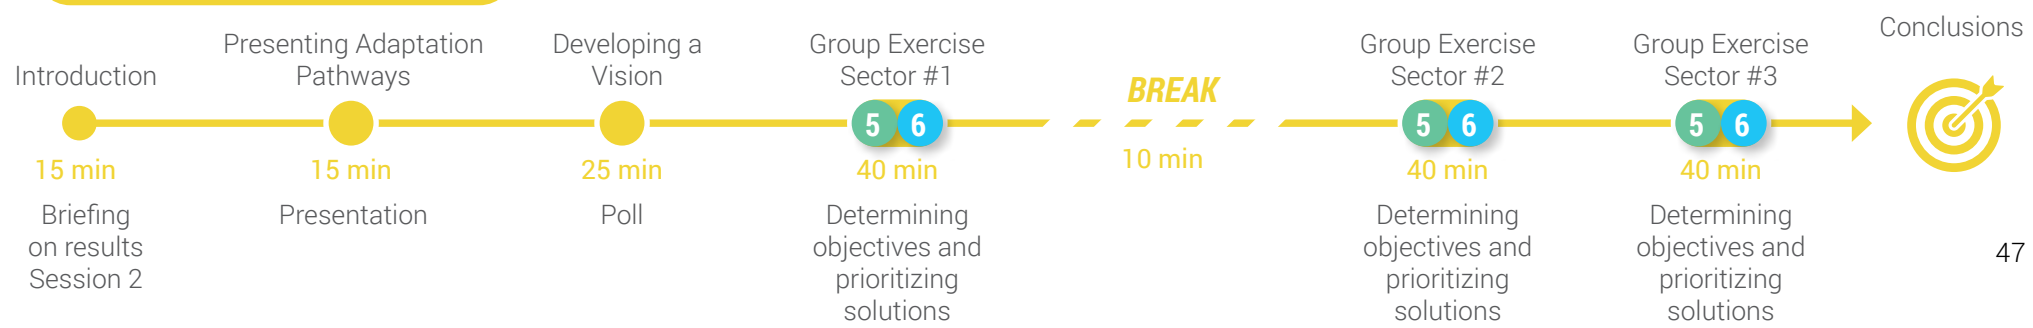 Introduction
15 min
Briefing
on results
Session 2
Presenting Adaptation
Pathways
15 min
Presentation
Developing a
Vision
25 min
Poll
Group Exercise
Sector #1
5 6
40 min
Determining
objectives and
prioritizing
solutions
BREAK
10 min
Group Exercise
Sector #2
5 6
40 min
Determining
objectives and
prioritizing
solutions
Group Exercise
Sector #3
5 6
40 min
Determining
objectives and
prioritizing
solutions
Conclusions
47